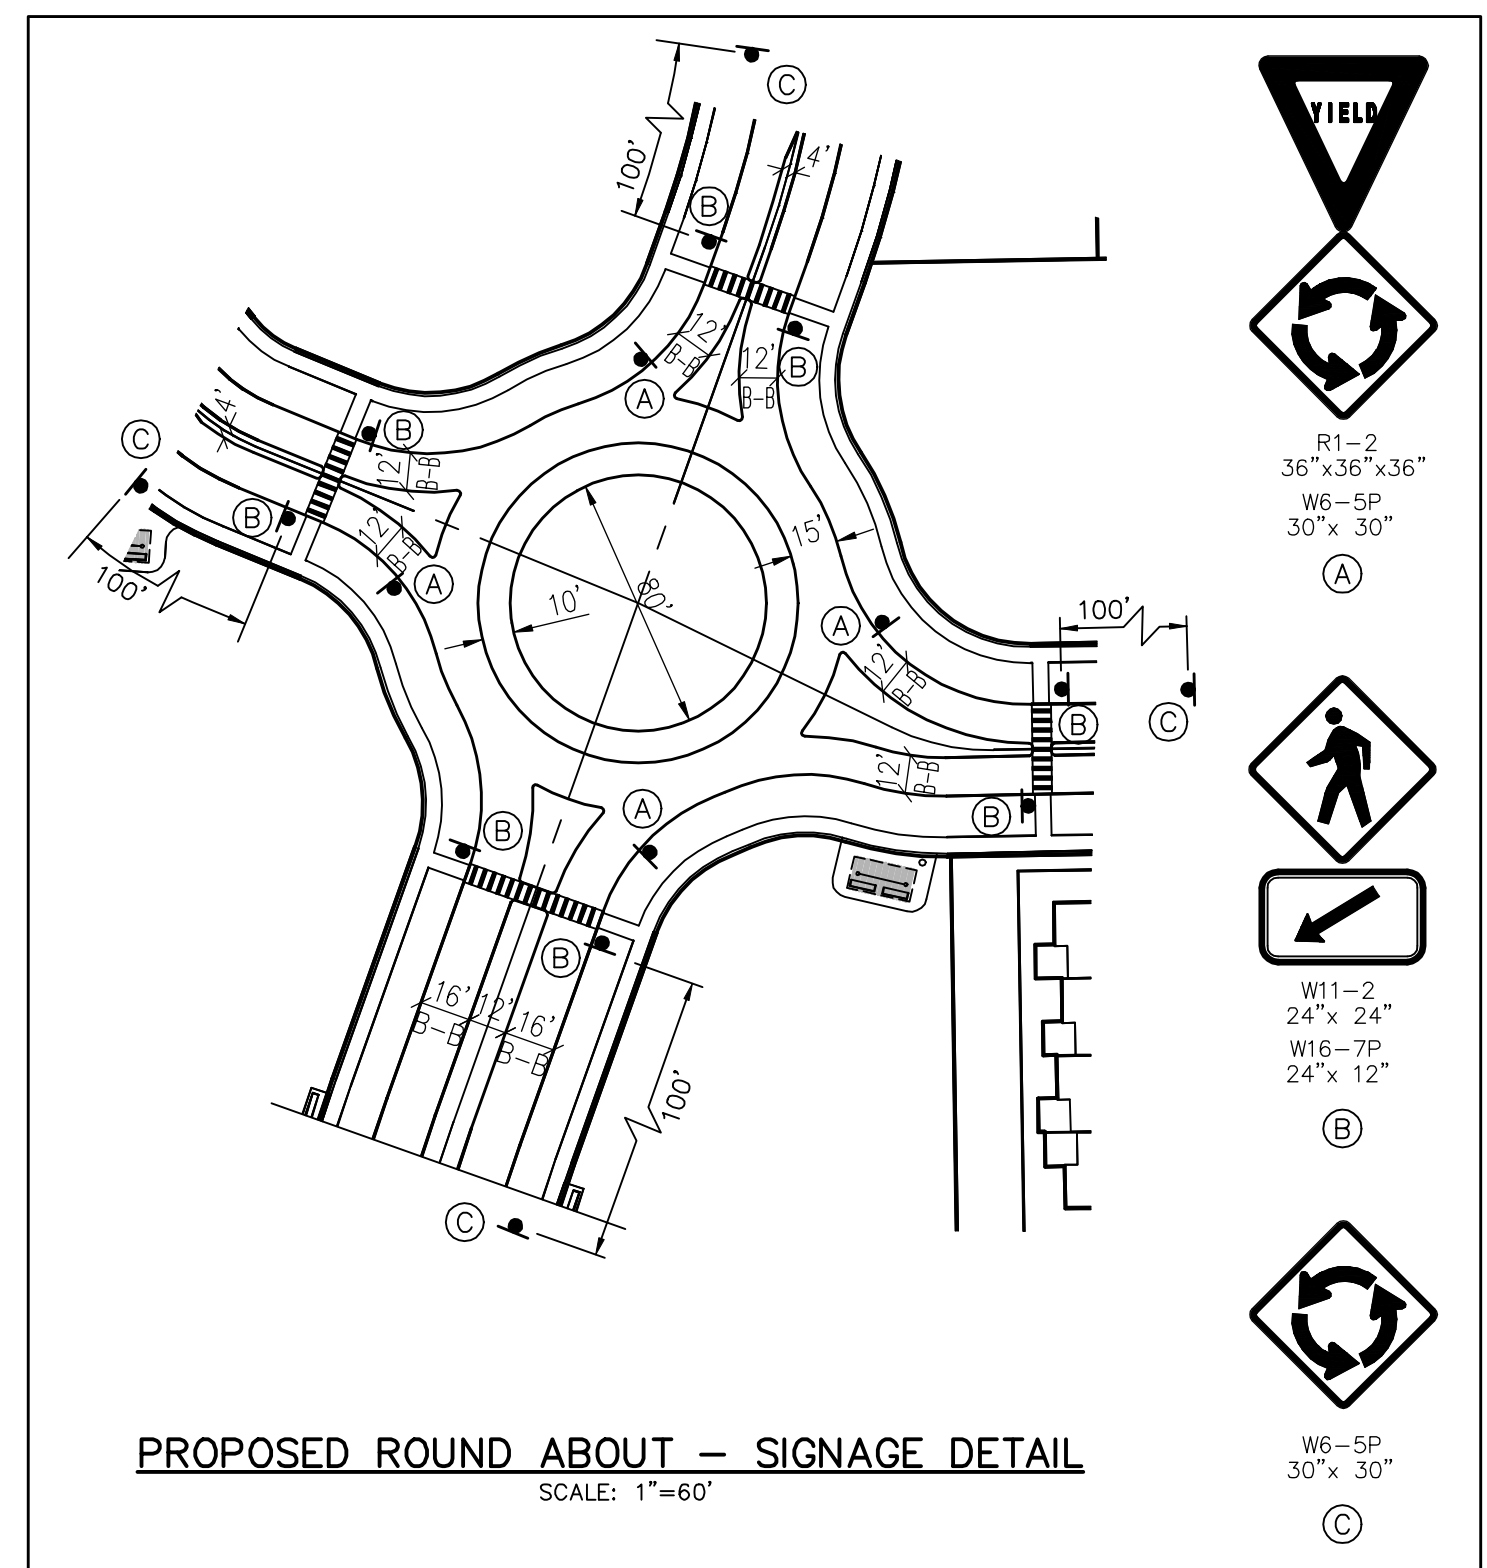 C
100'
4'
B
12'
B-B
12'
B-B
B
A
C
4'
B
12'
B-B
B
12'
B-B
A
100'
15'
80'
10'
A
12'
B-B
100'
B
C
12'
B-B
B
A
B
B
16'
B-B
12'
16'
B-B
100'
C
YIELD
R1-2
36"x36"x36"
W6-5P
30"x 30"
A
W11-2
24"x 24"
W16-7P
24"x 12"
B
W6-5P
30"x 30"
C
PROPOSED ROUND ABOUT – SIGNAGE DETAIL
SCALE: 1"=60'